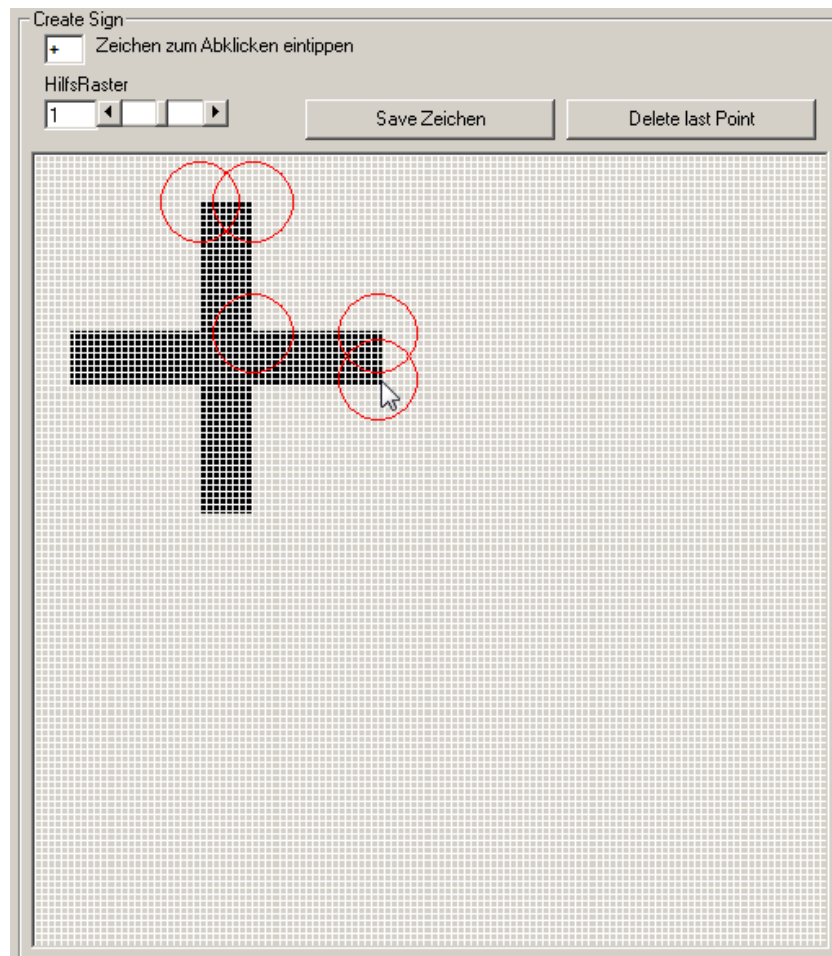 Create Sign
+ Zeichen zum Abklicken eintippen
HilfsRaster
1
Save Zeichen
Delete last Point